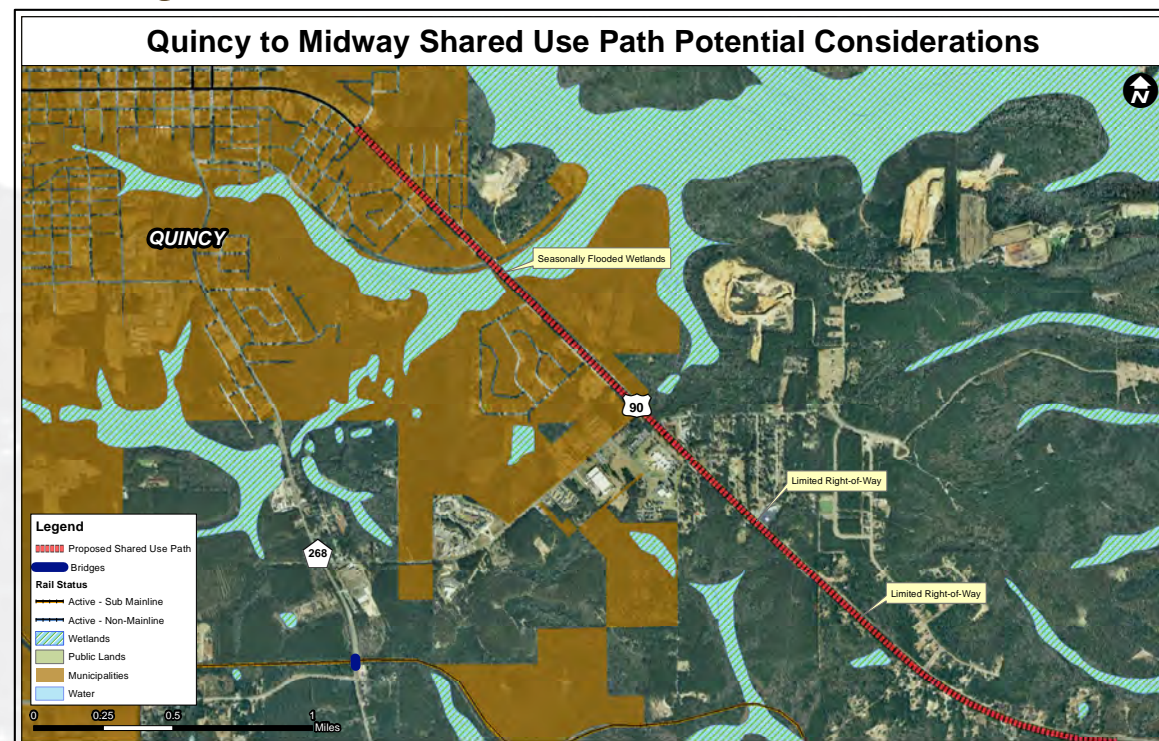 Quincy to Midway Shared Use Path Potential Considerations
N
QUINCY
Seasonally Flooded Wetlands
90
Limited Right-of-Way
Limited Right-of-Way
268
Legend
Proposed Shared Use Path
Bridges
Rail Status
Active - Sub Mainline
Active - Non-Mainline
Wetlands
Public Lands
Municipalities
Water
0 0.25 0.5 1
Miles